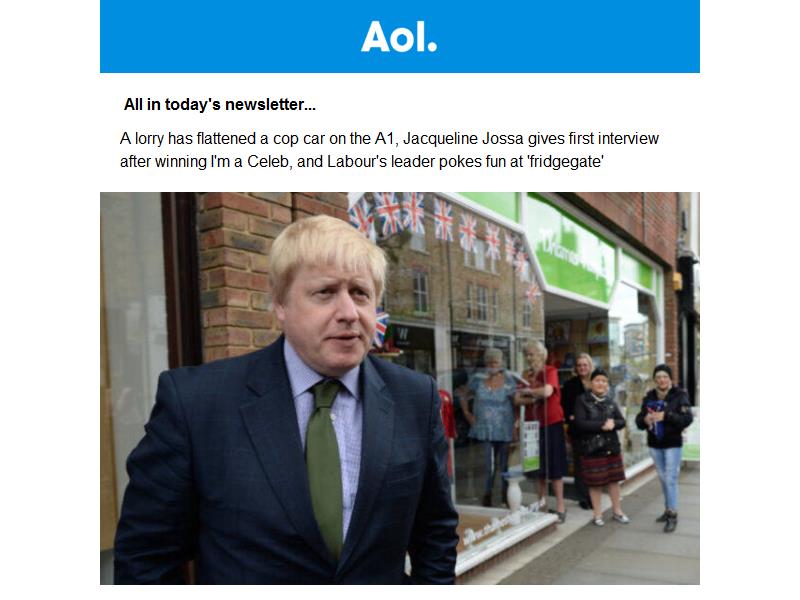 Aol.
All in today's newsletter...
A lorry has flattened a cop car on the A1, Jacqueline Jossa gives first interview
after winning I'm a Celeb, and Labour's leader pokes fun at 'fridgegate'